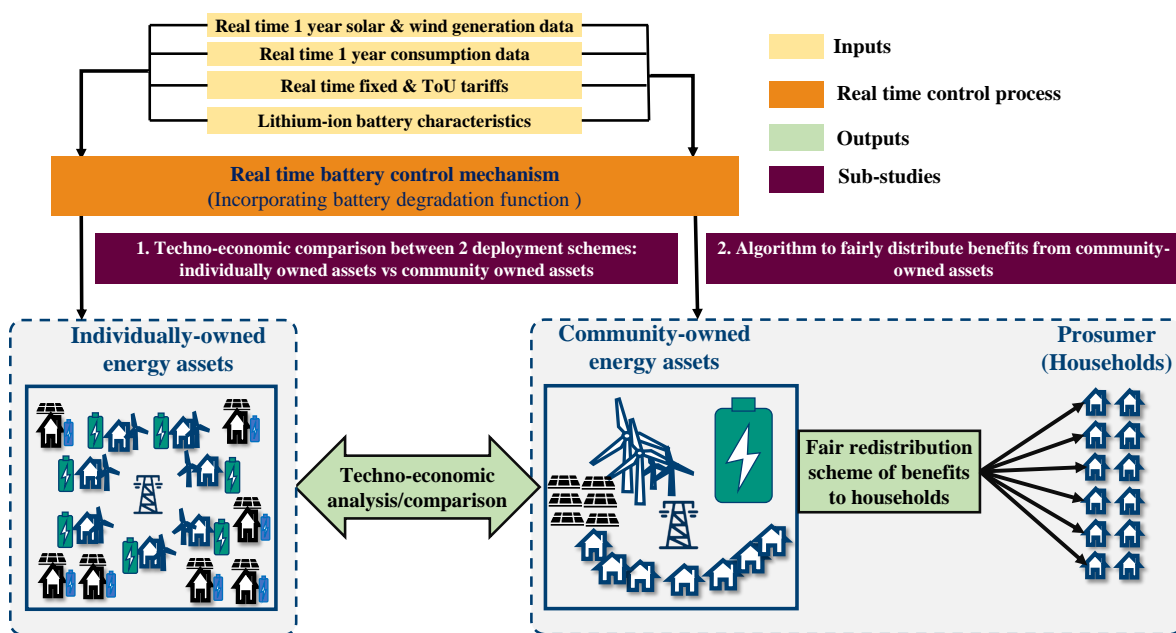 Real time 1 year solar & wind generation data
Real time 1 year consumption data
Real time fixed & ToU tariffs
Lithium-ion battery characteristics
Inputs
Real time control process
Outputs
Sub-studies
Real time battery control mechanism
(Incorporating battery degradation function )
1. Techno-economic comparison between 2 deployment schemes:
individually owned assets vs community owned assets
2. Algorithm to fairly distribute benefits from community-
owned assets
Individually-owned
energy assets
Community-owned
energy assets
Prosumer
(Households)
Techno-economic
analysis/comparison
Fair redistribution
scheme of benefits
to households